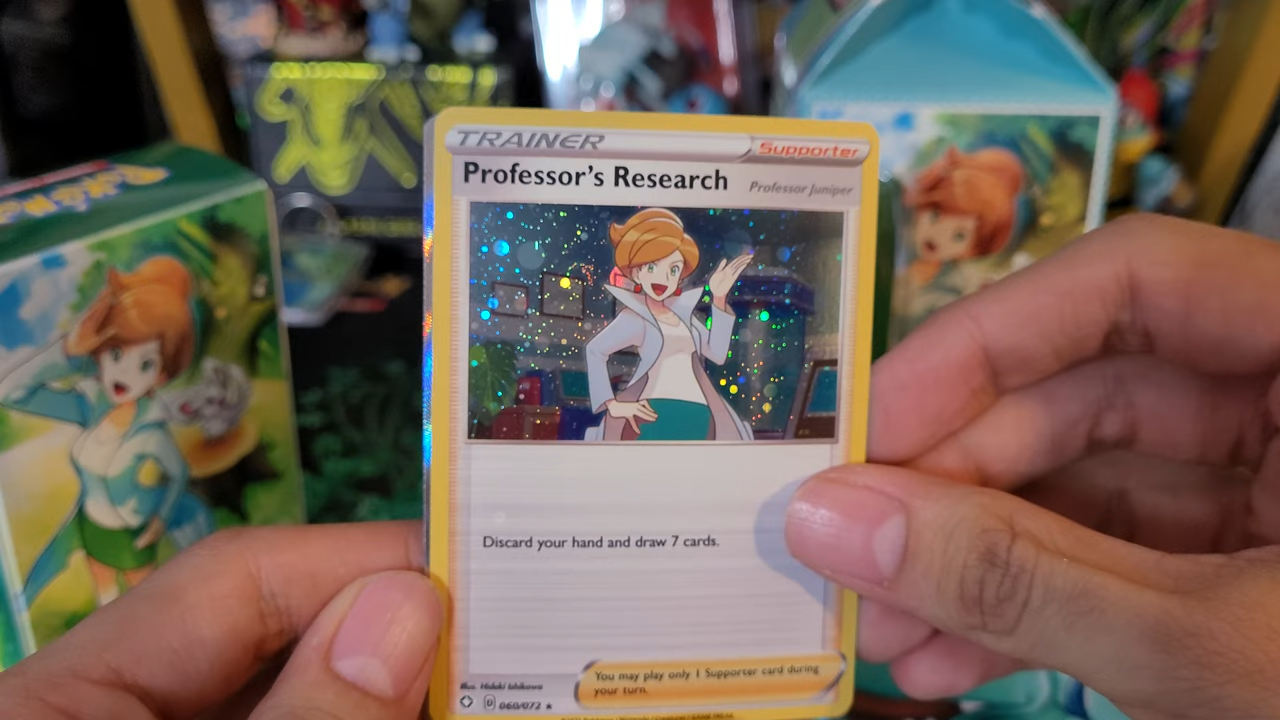 TRAINER
Supporter
Professor's Research
Professor Juniper
Discard your hand and draw 7 cards.
You may play only 1 Supporter card during
your turn.
Illus. Hideki Ishikawa
D 060/072 ★